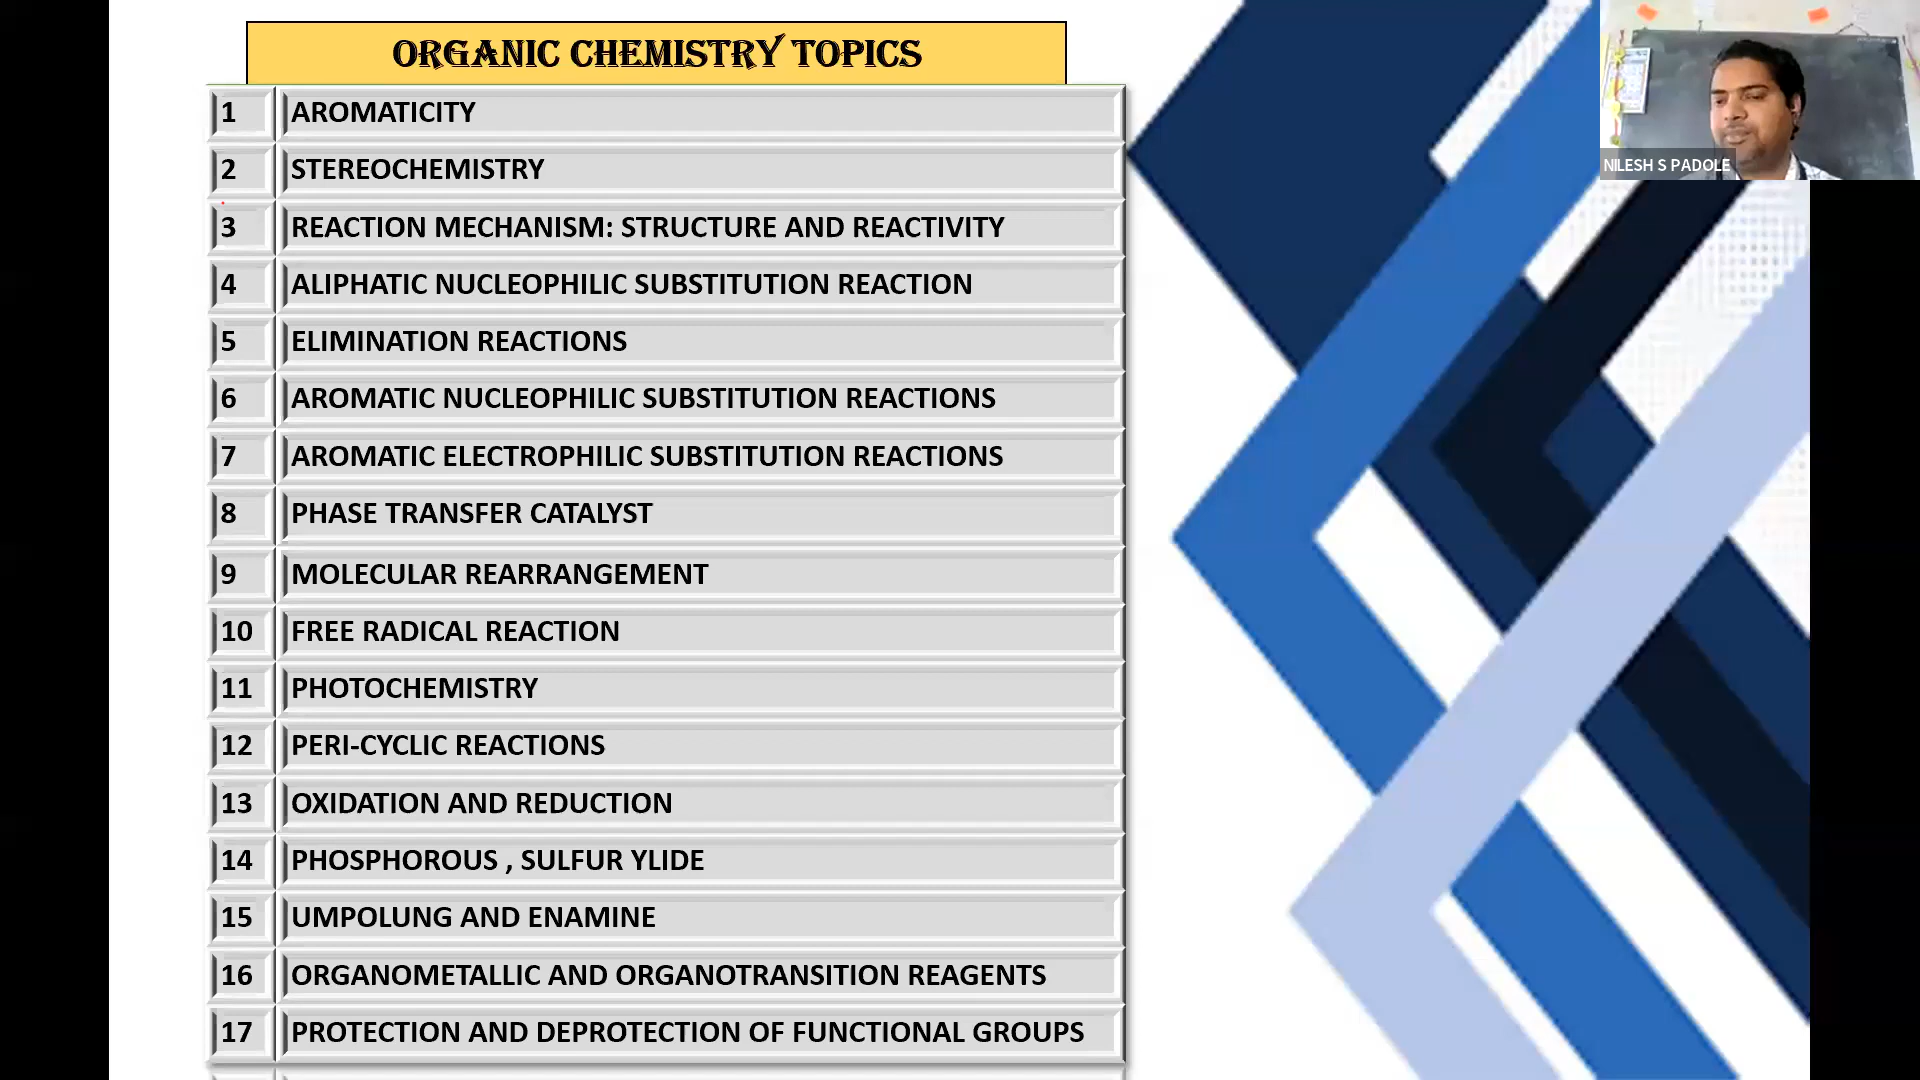 ORGANIC CHEMISTRY TOPICS
1 AROMATICITY
2 STEREOCHEMISTRY
3 REACTION MECHANISM: STRUCTURE AND REACTIVITY
4 ALIPHATIC NUCLEOPHILIC SUBSTITUTION REACTION
5 ELIMINATION REACTIONS
6 AROMATIC NUCLEOPHILIC SUBSTITUTION REACTIONS
7 AROMATIC ELECTROPHILIC SUBSTITUTION REACTIONS
8 PHASE TRANSFER CATALYST
9 MOLECULAR REARRANGEMENT
10 FREE RADICAL REACTION
11 PHOTOCHEMISTRY
12 PERI-CYCLIC REACTIONS
13 OXIDATION AND REDUCTION
14 PHOSPHOROUS , SULFUR YLIDE
15 UMPOLUNG AND ENAMINE
16 ORGANOMETALLIC AND ORGANOTRANSITION REAGENTS
17 PROTECTION AND DEPROTECTION OF FUNCTIONAL GROUPS
NILESH S PADOLE